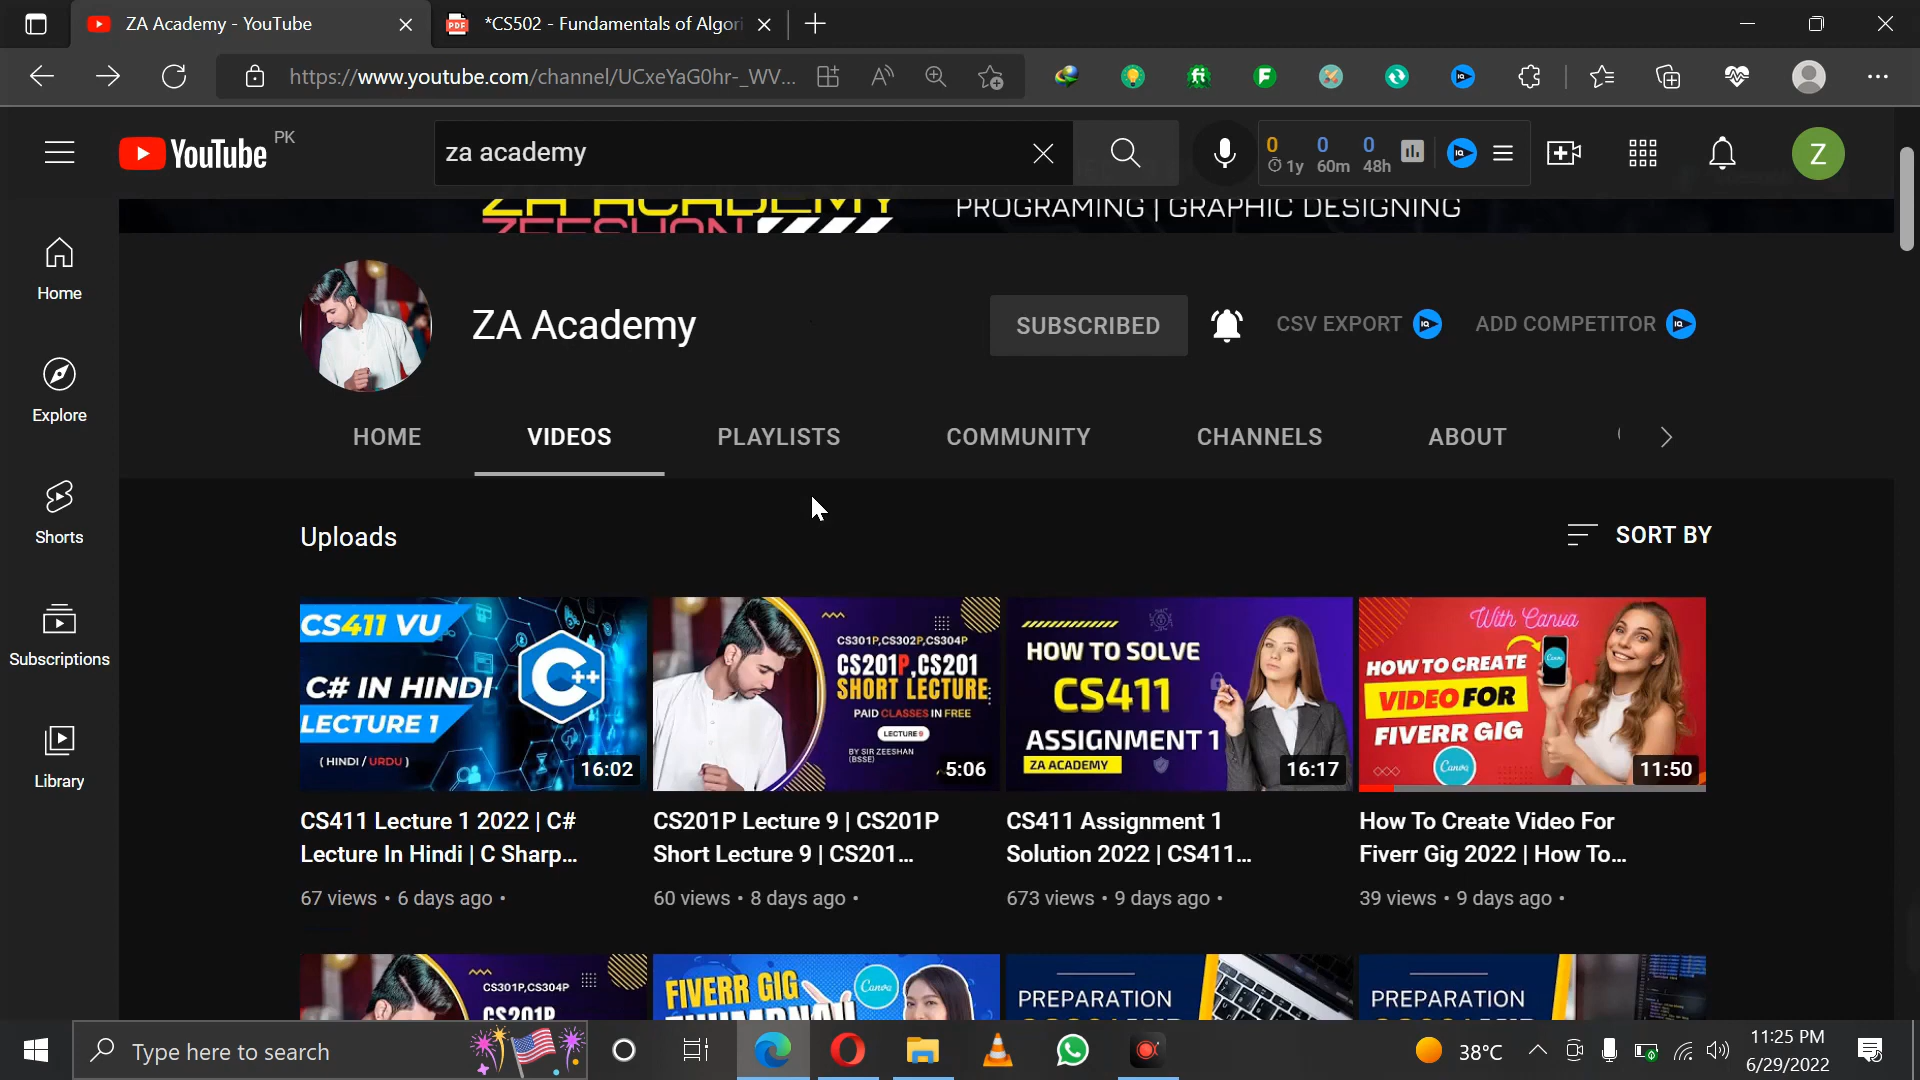 ZA Academy - YouTube
*CS502 - Fundamentals of Algori
https://www.youtube.com/channel/UCxeYaG0hr-_WV...
YouTube PK
za academy
0 0 0
1y 60m 48h
Z
ZA ACADEMY
ZEESHAN
PROGRAMING | GRAPHIC DESIGNING
Home
Explore
Shorts
Subscriptions
Library
ZA Academy
SUBSCRIBED
CSV EXPORT
ADD COMPETITOR
HOME VIDEOS PLAYLISTS COMMUNITY CHANNELS ABOUT
Uploads
SORT BY
CS411 VU
C# IN HINDI
LECTURE 1
( HINDI / URDU )
C++
16:02
CS411 Lecture 1 2022 | C#
Lecture In Hindi | C Sharp...
67 views • 6 days ago •
CS301P,CS302P,CS304P
CS201P,CS201
SHORT LECTURE
PAID CLASSES IN FREE
LECTURE 9
BY SIR ZEESHAN
(BSSE)
5:06
CS201P Lecture 9 | CS201P
Short Lecture 9 | CS201...
60 views • 8 days ago •
HOW TO SOLVE
CS411
ASSIGNMENT 1
ZA ACADEMY
16:17
CS411 Assignment 1
Solution 2022 | CS411...
673 views • 9 days ago •
With Canva
HOW TO CREATE
VIDEO FOR
FIVERR GIG
Canva
11:50
How To Create Video For
Fiverr Gig 2022 | How To...
39 views • 9 days ago •
CS301P,CS304P
CS201P
FIVERR GIG
Canva
PREPARATION
PREPARATION
Type here to search
38°C
11:25 PM
6/29/2022